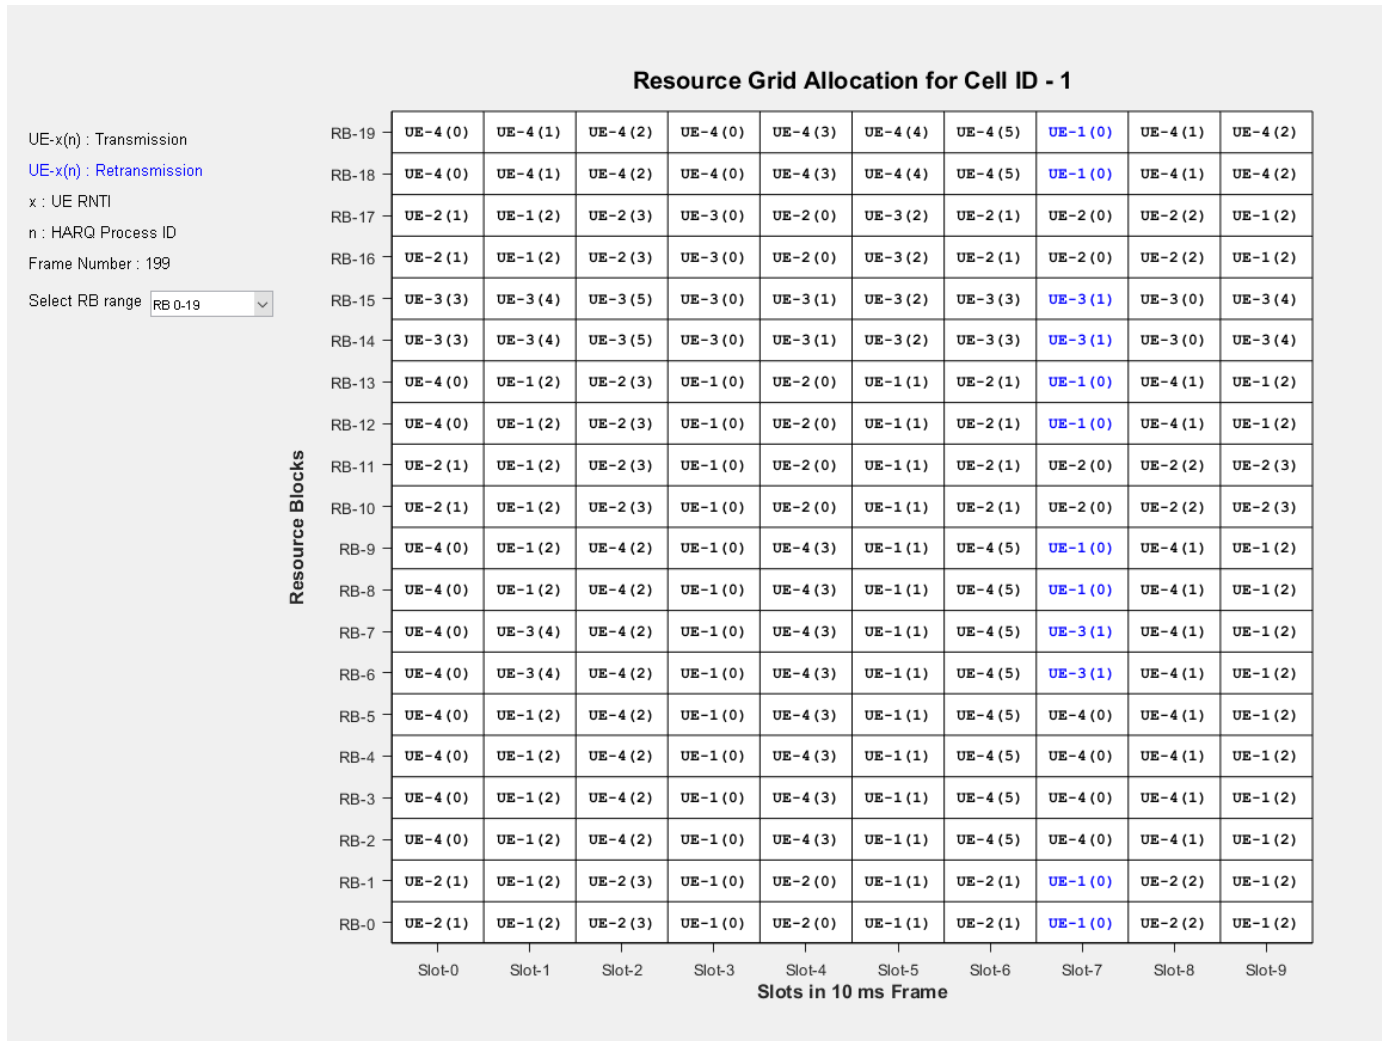 Resource Grid Allocation for Cell ID - 1
UE-x(n) : Transmission
UE-x(n) : Retransmission
x : UE RNTI
n : HARQ Process ID
Frame Number : 199
Select RB range RB 0-19
Resource Blocks
RB-19 UE-4(0) UE-4(1) UE-4(2) UE-4(0) UE-4(3) UE-4(4) UE-4(5) UE-1(0) UE-4(1) UE-4(2)
RB-18 UE-4(0) UE-4(1) UE-4(2) UE-4(0) UE-4(3) UE-4(4) UE-4(5) UE-1(0) UE-4(1) UE-4(2)
RB-17 UE-2(1) UE-1(2) UE-2(3) UE-3(0) UE-2(0) UE-3(2) UE-2(1) UE-2(0) UE-2(2) UE-1(2)
RB-16 UE-2(1) UE-1(2) UE-2(3) UE-3(0) UE-2(0) UE-3(2) UE-2(1) UE-2(0) UE-2(2) UE-1(2)
RB-15 UE-3(3) UE-3(4) UE-3(5) UE-3(0) UE-3(1) UE-3(2) UE-3(3) UE-3(1) UE-3(0) UE-3(4)
RB-14 UE-3(3) UE-3(4) UE-3(5) UE-3(0) UE-3(1) UE-3(2) UE-3(3) UE-3(1) UE-3(0) UE-3(4)
RB-13 UE-4(0) UE-1(2) UE-2(3) UE-1(0) UE-2(0) UE-1(1) UE-2(1) UE-1(0) UE-4(1) UE-1(2)
RB-12 UE-4(0) UE-1(2) UE-2(3) UE-1(0) UE-2(0) UE-1(1) UE-2(1) UE-1(0) UE-4(1) UE-1(2)
RB-11 UE-2(1) UE-1(2) UE-2(3) UE-1(0) UE-2(0) UE-1(1) UE-2(1) UE-2(0) UE-2(2) UE-2(3)
RB-10 UE-2(1) UE-1(2) UE-2(3) UE-1(0) UE-2(0) UE-1(1) UE-2(1) UE-2(0) UE-2(2) UE-2(3)
RB-9 UE-4(0) UE-1(2) UE-4(2) UE-1(0) UE-4(3) UE-1(1) UE-4(5) UE-1(0) UE-4(1) UE-1(2)
RB-8 UE-4(0) UE-1(2) UE-4(2) UE-1(0) UE-4(3) UE-1(1) UE-4(5) UE-1(0) UE-4(1) UE-1(2)
RB-7 UE-4(0) UE-3(4) UE-4(2) UE-1(0) UE-4(3) UE-1(1) UE-4(5) UE-3(1) UE-4(1) UE-1(2)
RB-6 UE-4(0) UE-3(4) UE-4(2) UE-1(0) UE-4(3) UE-1(1) UE-4(5) UE-3(1) UE-4(1) UE-1(2)
RB-5 UE-4(0) UE-1(2) UE-4(2) UE-1(0) UE-4(3) UE-1(1) UE-4(5) UE-4(0) UE-4(1) UE-1(2)
RB-4 UE-4(0) UE-1(2) UE-4(2) UE-1(0) UE-4(3) UE-1(1) UE-4(5) UE-4(0) UE-4(1) UE-1(2)
RB-3 UE-4(0) UE-1(2) UE-4(2) UE-1(0) UE-4(3) UE-1(1) UE-4(5) UE-4(0) UE-4(1) UE-1(2)
RB-2 UE-4(0) UE-1(2) UE-4(2) UE-1(0) UE-4(3) UE-1(1) UE-4(5) UE-4(0) UE-4(1) UE-1(2)
RB-1 UE-2(1) UE-1(2) UE-2(3) UE-1(0) UE-2(0) UE-1(1) UE-2(1) UE-1(0) UE-2(2) UE-1(2)
RB-0 UE-2(1) UE-1(2) UE-2(3) UE-1(0) UE-2(0) UE-1(1) UE-2(1) UE-1(0) UE-2(2) UE-1(2)
Slot-0 Slot-1 Slot-2 Slot-3 Slot-4 Slot-5 Slot-6 Slot-7 Slot-8 Slot-9
Slots in 10 ms Frame